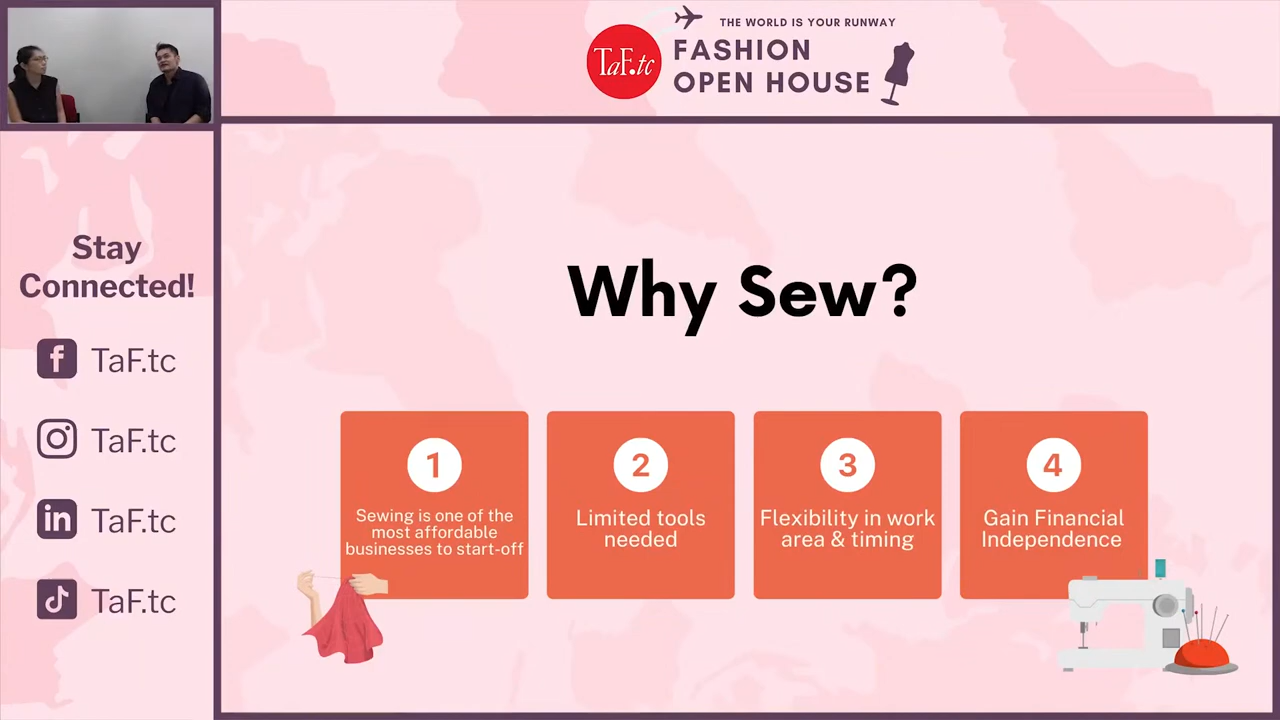 THE WORLD IS YOUR RUNWAY
TaF.tc
FASHION
OPEN HOUSE
Stay
Connected!
TaF.tc
TaF.tc
TaF.tc
TaF.tc
Why Sew?
1
Sewing is one of the
most affordable
businesses to start-off
2
Limited tools
needed
3
Flexibility in work
area & timing
4
Gain Financial
Independence